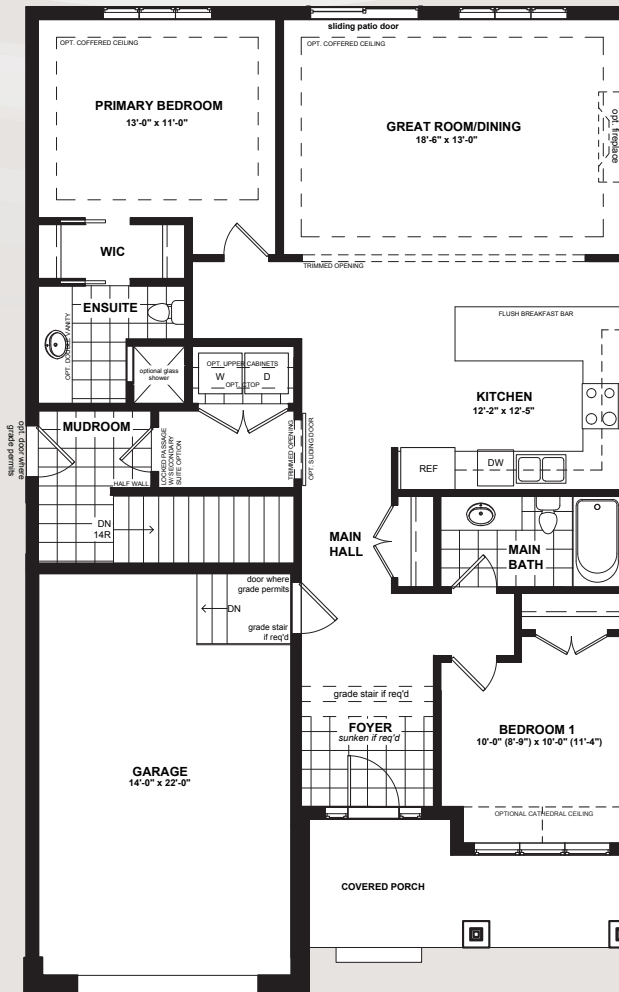 sliding patio door
OPT. COFFERED CEILING
OPT. COFFERED CEILING
PRIMARY BEDROOM
13'-0" x 11'-0"
GREAT ROOM/DINING
18'-6" x 13'-0"
opt. fireplace
WIC
TRIMMED OPENING
ENSUITE
OPT. DOUBLE VANITY
FLUSH BREAKFAST BAR
optional glass
shower
OPT. UPPER CABINETS
W
D
OPT. CTOP
KITCHEN
12'-2" x 12'-5"
MUDROOM
opt. door where
grade permits
LOCKED PASSAGE
W/SECONDARY
SUITE OPTION
TRIMMED OPENING
OPT. SLIDING DOOR
REF
DW
HALF WALL
DN
14R
MAIN
HALL
MAIN
BATH
door where
grade permits
DN
grade stair
if req'd
grade stair if req'd
FOYER
sunken if req'd
BEDROOM 1
10'-0" (8'-9") x 10'-0" (11'-4")
GARAGE
14'-0" x 22'-0"
OPTIONAL CATHEDRAL CEILING
COVERED PORCH